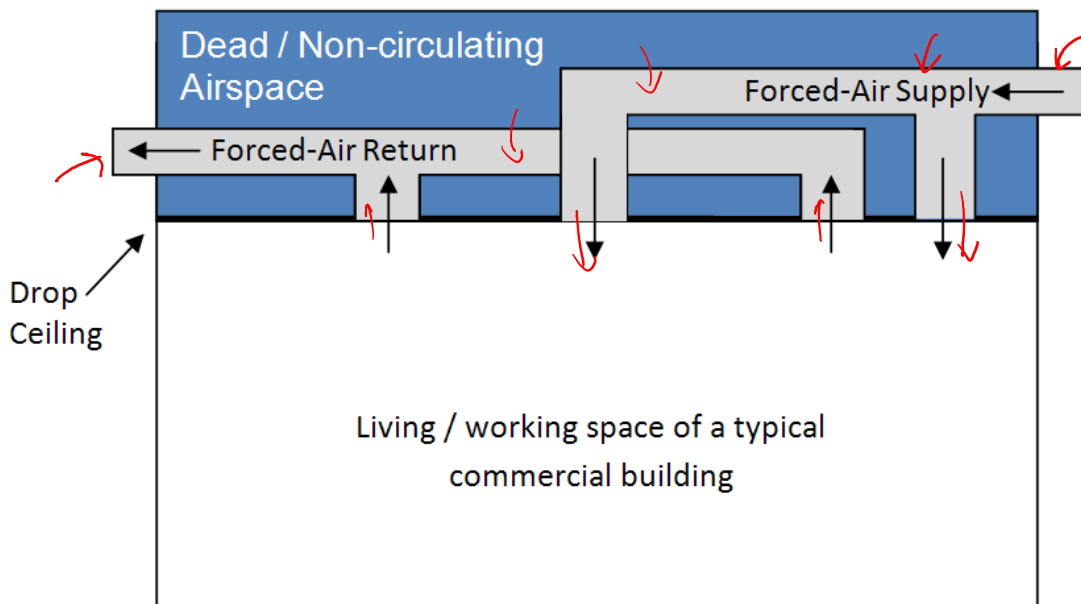 Dead / Non-circulating
Airspace
Forced-Air Supply
Forced-Air Return
Drop
Ceiling
Living / working space of a typical
commercial building